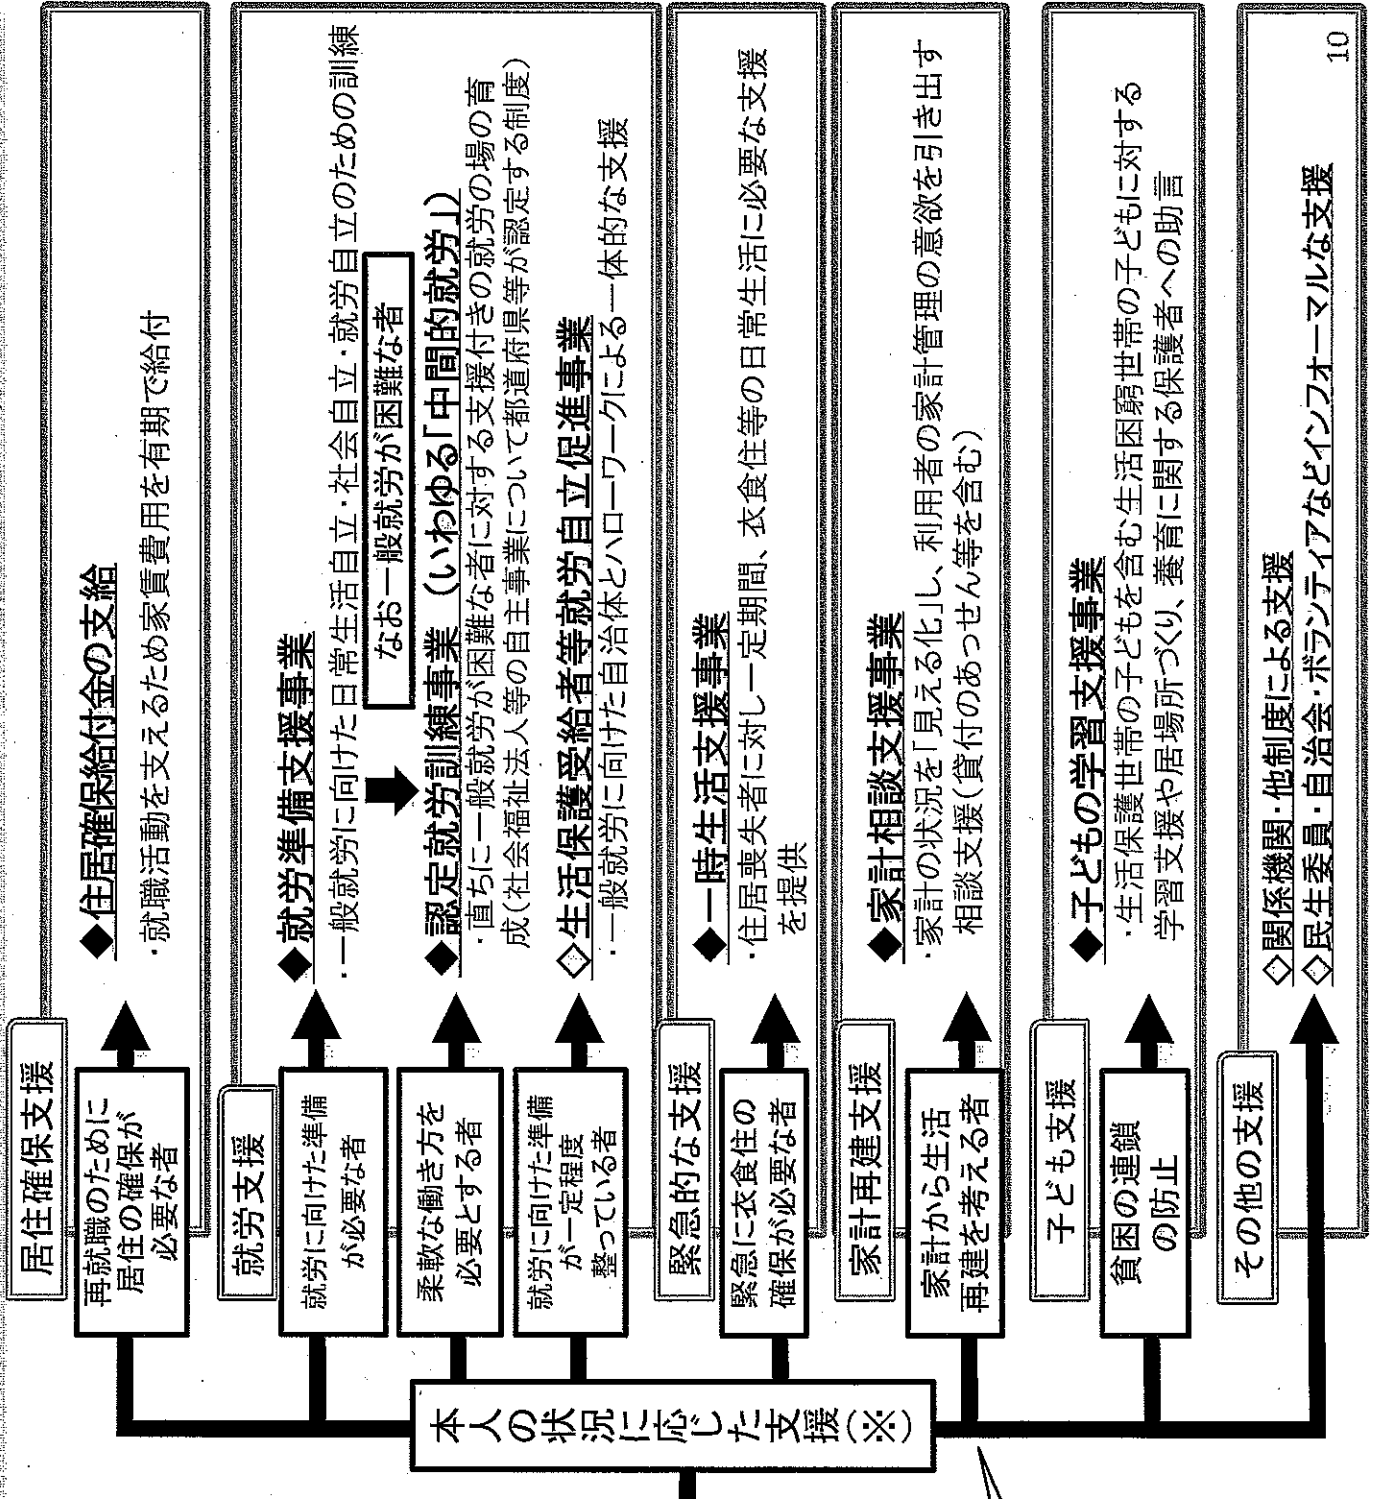 本人の状況に応じた支援(※)
居住確保支援
再就職のために
居住の確保が
必要な者
◆住居確保給付金の支給
・就職活動を支えるため家賃費用を有期で給付
就労支援
就労に向けた準備
が必要な者
◆就労準備支援事業
・一般就労に向けた日常生活自立・社会自立・就労自立のための訓練
なお一般就労が困難な者
柔軟な働き方を
必要とする者
◆認定就労訓練事業(いわゆる「中間的就労」)
・直ちに一般就労が困難な者に対する支援付きの就労の場の育
成(社会福祉法人等の自主事業について都道府県等が認定する制度)
就労に向けた準備
が一定程度
整っている者
◇生活保護受給者等就労自立促進事業
・一般就労に向けた自治体とハローワークによる一体的な支援
緊急的な支援
緊急に衣食住の
確保が必要な者
◆一時生活支援事業
・住居喪失者に対し一定期間、衣食住等の日常生活に必要な支援
を提供
家計再建支援
家計から生活
再建を考える者
◆家計相談支援事業
・家計の状況を「見える化」し、利用者の家計管理の意欲を引き出す
相談支援(貸付のあっせん等を含む)
子ども支援
貧困の連鎖
の防止
◆子どもの学習支援事業
・生活保護世帯の子どもを含む生活困窮世帯の子どもに対する
学習支援や居場所づくり、養育に関する保護者への助言
その他の支援
◇関係機関・他制度による支援
◇民生委員・自治会・ボランティアなどインフォーマルな支援
10